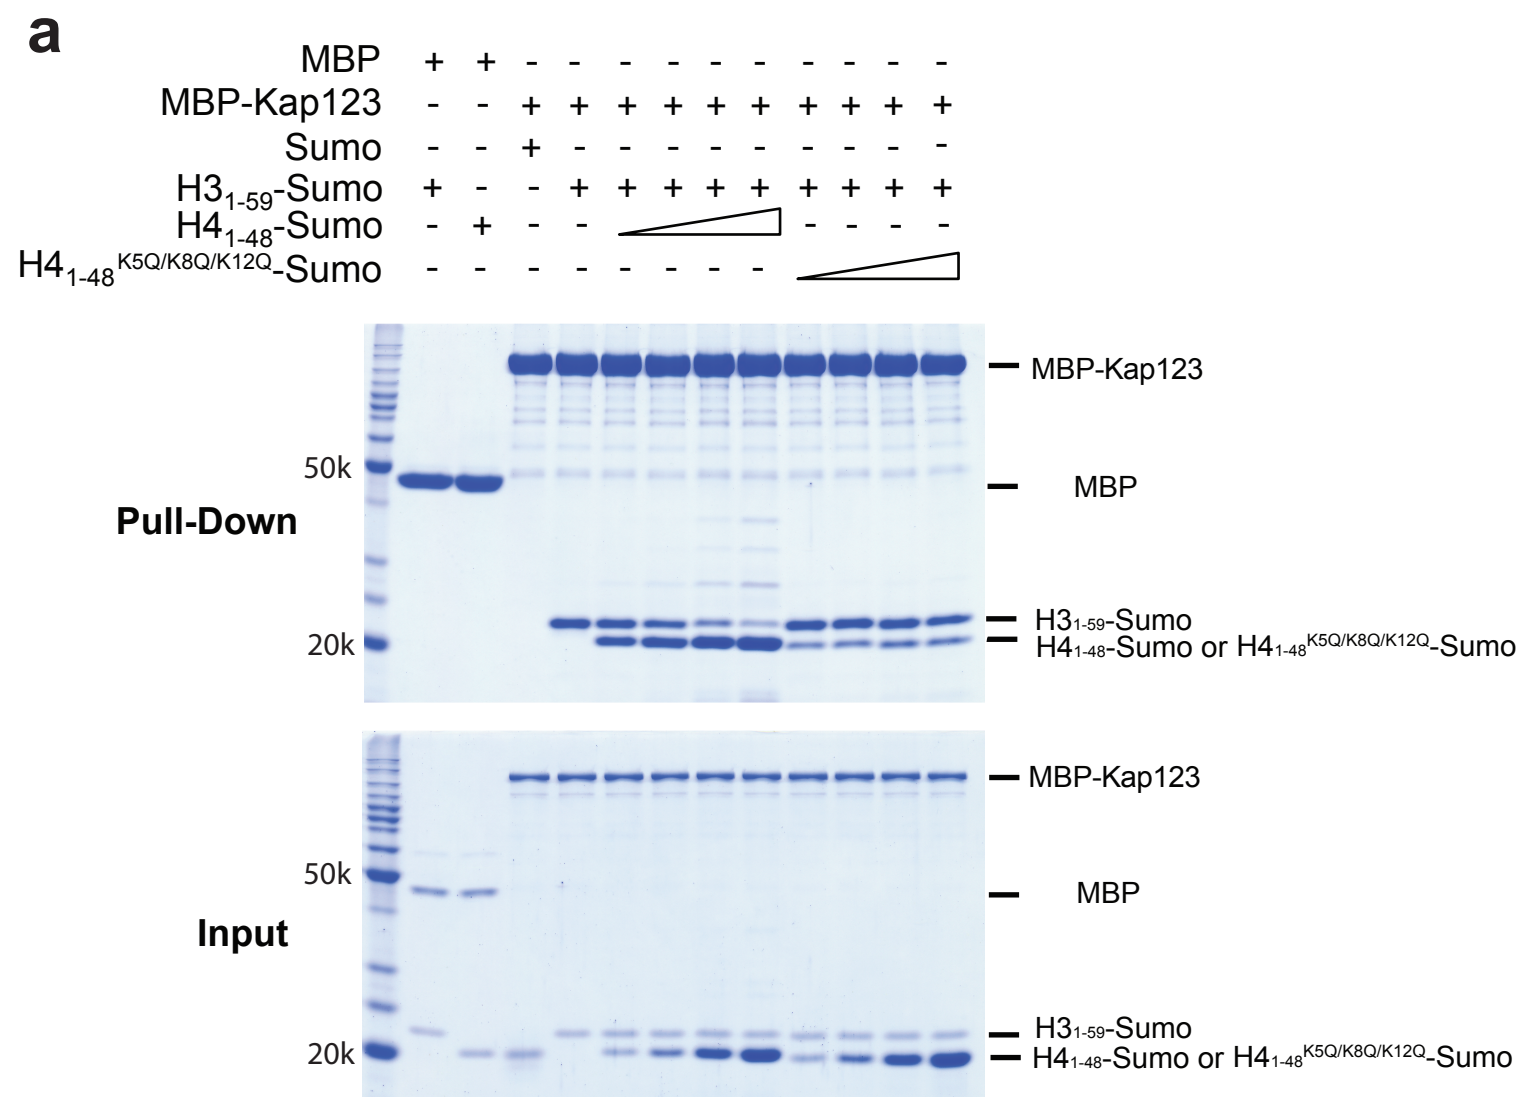 a
MBP + + - - - - - - - - - -
MBP-Kap123 - - + + + + + + + + + +
Sumo - - + - - - - - - - - -
H31-59-Sumo + - - + + + + + + + + +
H41-48-Sumo - + - - - - - -
H41-48K5Q/K8Q/K12Q-Sumo - - - - - - - -
MBP-Kap123
50k
MBP
Pull-Down
H31-59-Sumo
20k
H41-48-Sumo or H41-48K5Q/K8Q/K12Q-Sumo
MBP-Kap123
50k
MBP
Input
H31-59-Sumo
20k
H41-48-Sumo or H41-48K5Q/K8Q/K12Q-Sumo